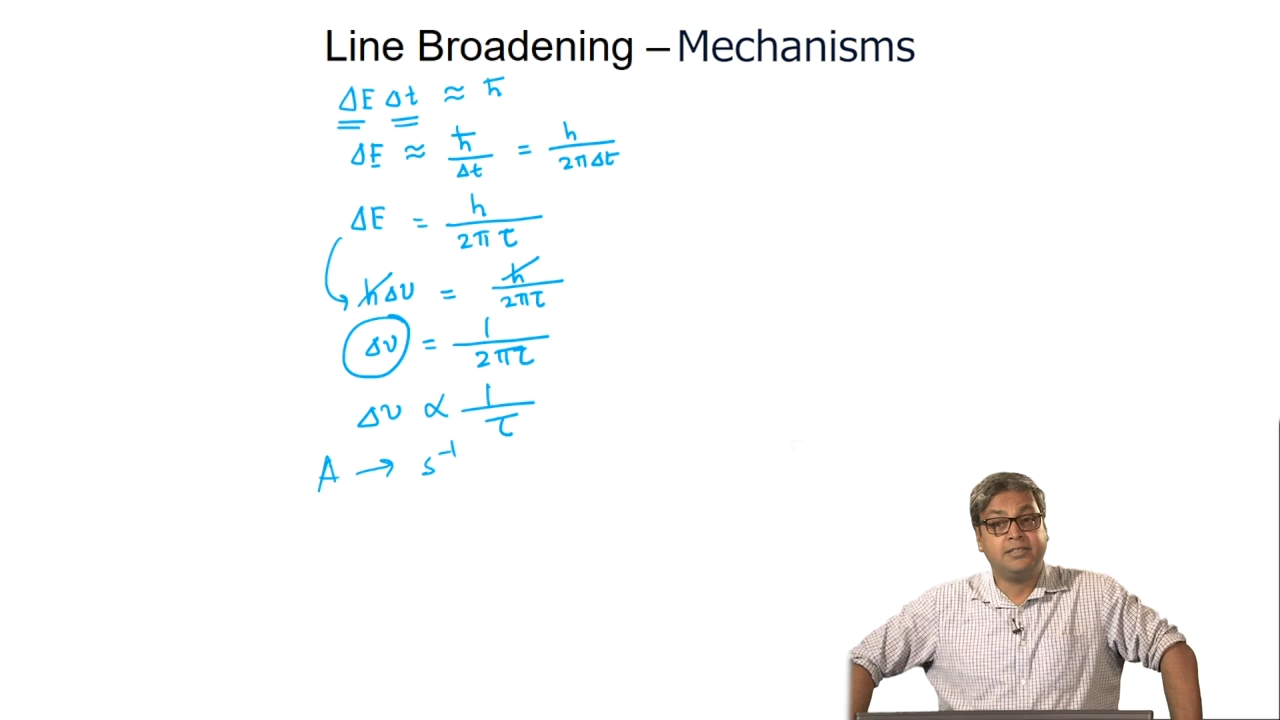 Line Broadening – Mechanisms
ΔE Δt ≈ ħ
ΔE ≈ ħ/Δt = h/2πΔt
ΔE = h/2πτ
hΔν = h/2πτ
Δν = 1/2πτ
Δν ∝ 1/τ
A → s⁻¹